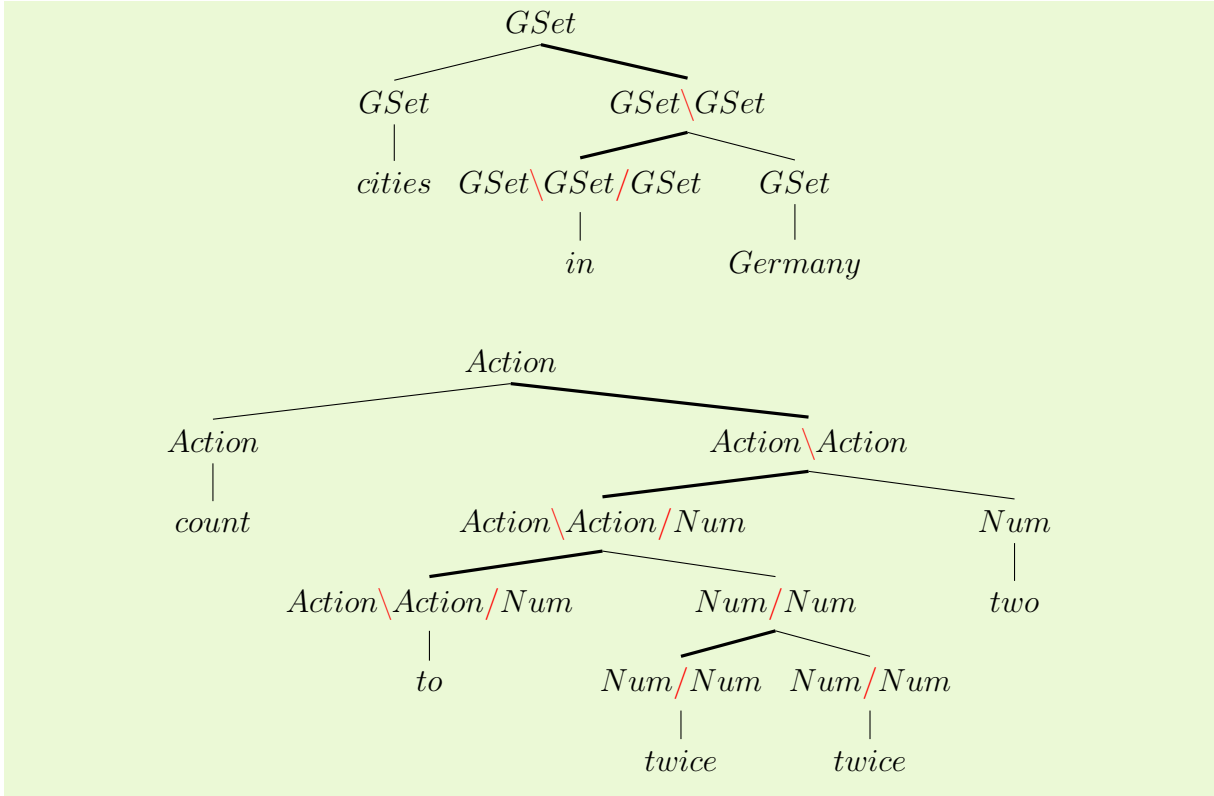 GSet
GSet GSet\GSet
cities GSet\GSet/GSet GSet
in Germany
Action
Action Action\Action
count Action\Action/Num Num
Action\Action/Num Num/Num two
to Num/Num Num/Num
twice twice